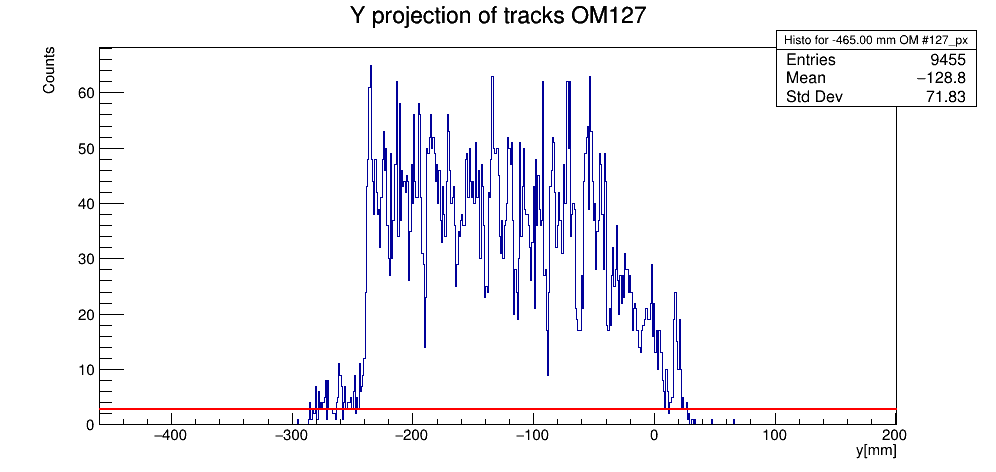 Y projection of tracks OM127
Histo for -465.00 mm OM #127_px
Entries 9455
Mean −128.8
Std Dev 71.83
Counts
60
50
40
30
20
10
0
−400 −300 −200 −100 0 100 200
y[mm]